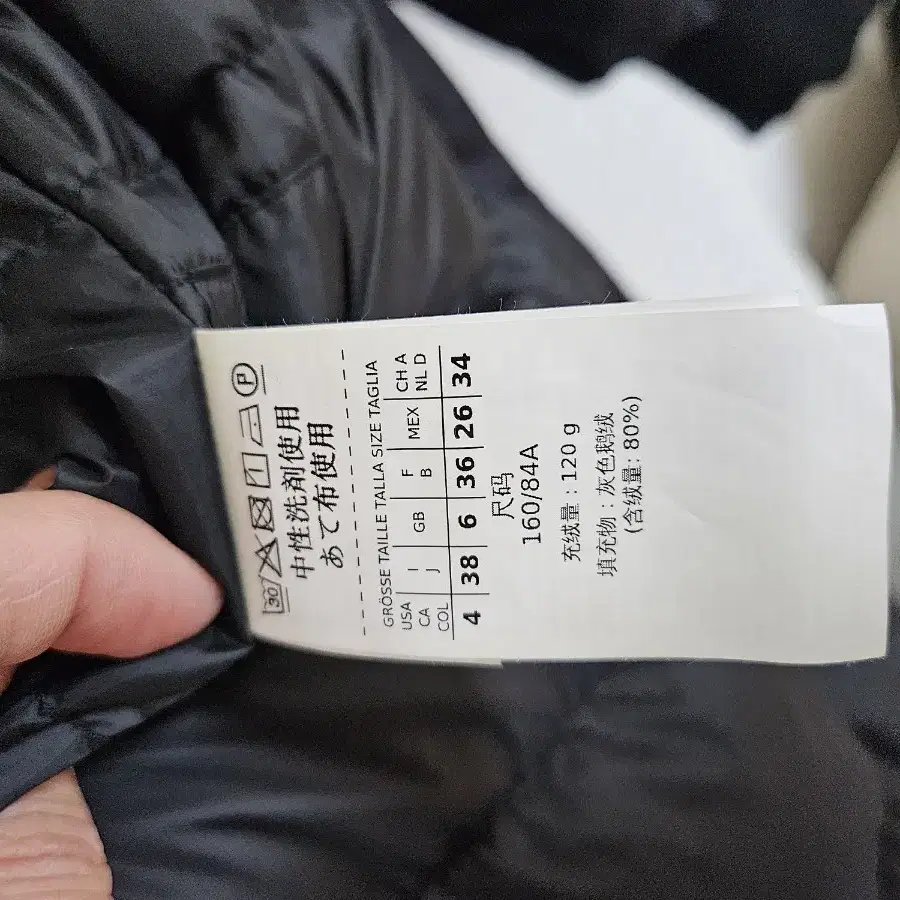 30 1 P
中性洗剤使用
あて布使用
GRÖSSE TAILLE TALLA SIZE TAGLIA
USA I F CH A
CA J GB B MEX NL D
COL
4 38 6 36 26 34
尺码
160/84A
充绒量 : 120 g
填充物 : 灰色鹅绒
(含绒量: 80%)